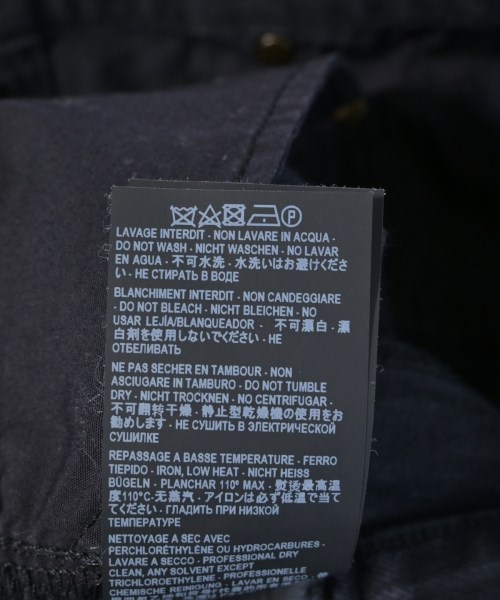 LAVAGE INTERDIT - NON LAVARE IN ACQUA -
DO NOT WASH - NICHT WASCHEN - NO LAVAR
EN AGUA - 不可水洗 - 水洗いはお避けくださ
い - НЕ СТИРАТЬ В ВОДЕ
BLANCHIMENT INTERDIT - NON CANDEGGIARE
- DO NOT BLEACH - NICHT BLEICHEN - NO
USAR LEJÍA/BLANQUEADOR - 不可漂白 - 漂
白剤を使用しないでください - НЕ
ОТБЕЛИВАТЬ
NE PAS SECHER EN TAMBOUR - NON
ASCIUGARE IN TAMBURO - DO NOT TUMBLE
DRY - NICHT TROCKNEN - NO CENTRIFUGAR -
不可翻转干燥 - 静止型乾燥機の使用をお
勧めします - НЕ СУШИТЬ В ЭЛЕКТРИЧЕСКОЙ
СУШИЛКЕ
REPASSAGE A BASSE TEMPERATURE - FERRO
TIEPIDO - IRON, LOW HEAT - NICHT HEISS
BÜGELN - PLANCHAR 110° MAX - 熨烫最高温
度110°C-无蒸汽 - アイロンは必ず低温で当て
てください - ГЛАДИТЬ ПРИ НИЗКОЙ
ТЕМПЕРАТУРЕ
NETTOYAGE A SEC AVEC
PERCHLORÉTHYLÈNE OU HYDROCARBURES -
LAVARE A SECCO - PROFESSIONAL DRY
CLEAN, ANY SOLVENT EXCEPT
TRICHLOROETHYLENE - PROFESSIONELLE
CHEMISCHE REINIGUNG - LAVAR EN SECO -